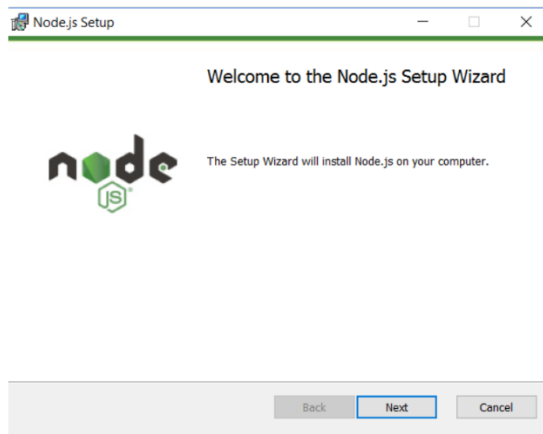 Node.js Setup
Welcome to the Node.js Setup Wizard
node
JS
The Setup Wizard will install Node.js on your computer.
Back
Next
Cancel